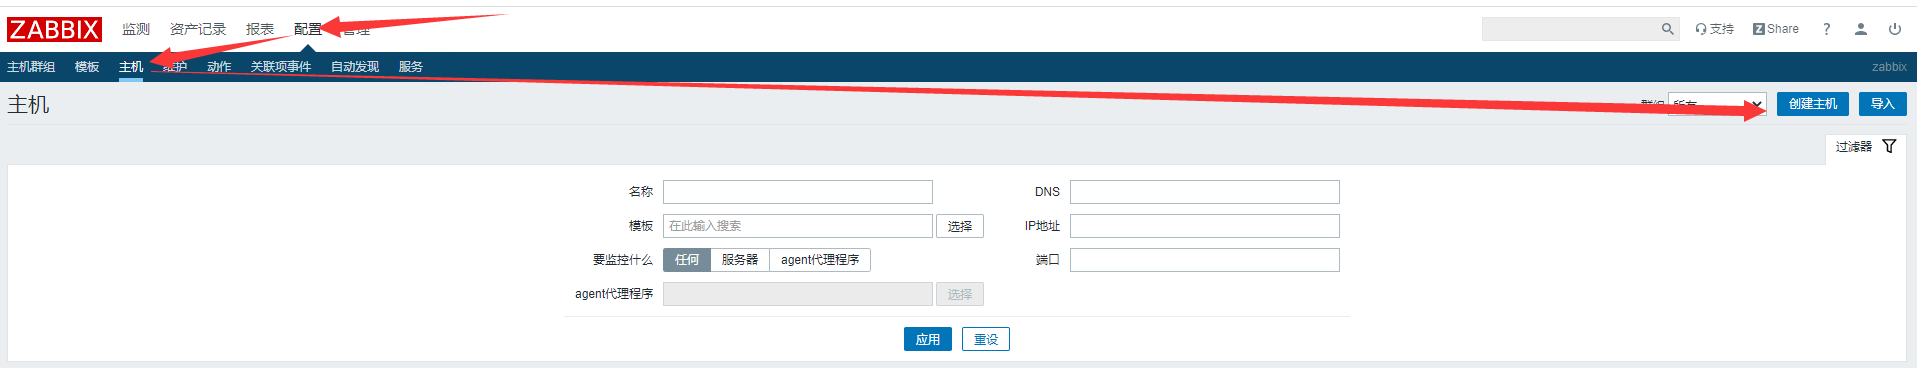 ZABBIX 监测 资产记录 报表 配置 管理 支持 Z Share ?
主机群组 模板 主机 维护 动作 关联项事件 自动发现 服务 zabbix
主机 群组 所有 创建主机 导入
过滤器
名称 DNS
模板 在此输入搜索 选择 IP地址
要监控什么 任何 服务器 agent代理程序 端口
agent代理程序 选择
应用 重设